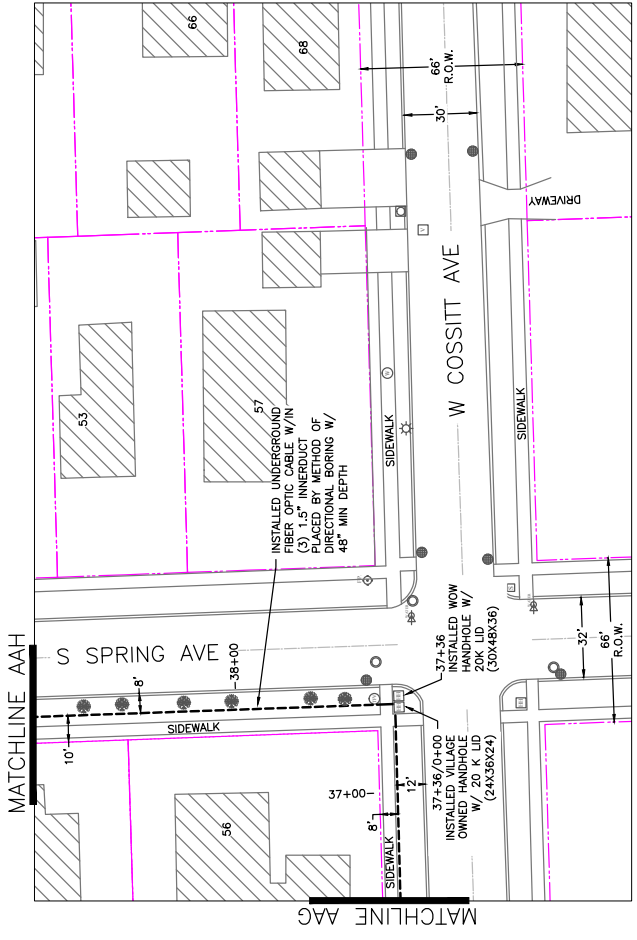 MATCHLINE AAH
S SPRING AVE
8'
10'
38+00
SIDEWALK
56
53
57
66
68
INSTALLED UNDERGROUND
FIBER OPTIC CABLE W/IN
(3) 1.5" INNERDUCT
PLACED BY METHOD OF
DIRECTIONAL BORING W/
48" MIN DEPTH
66'
R.O.W.
30'
W COSSITT AVE
DRIVEWAY
SIDEWALK
SIDEWALK
W
V
S
37+36
INSTALLED WOW
HANDHOLE W/
20K LID
(30X48X36)
37+36/0+00
INSTALLED VILLAGE
OWNED HANDHOLE
W/ 20 K LID
(24X36X24)
37+00
12'
8'
SIDEWALK
32'
66'
R.O.W.
MATCHLINE AAG